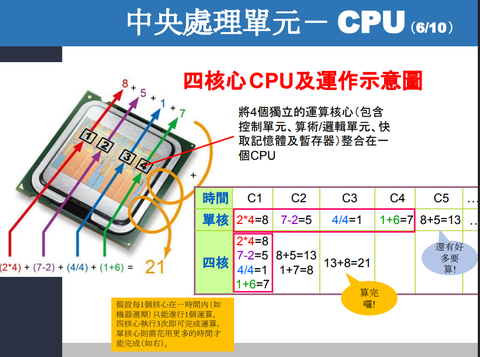 中央處理單元－ CPU（6/10）
四核心CPU及運作示意圖
8 + 5 + 1 + 7
將4個獨立的運算核心（包含
控制單元、算術/邏輯單元、快
取記憶體及暫存器）整合在一
個CPU
1 2 3 4
+
(2*4) + (7-2) + (4/4) + (1+6) = 21
時間 C1 C2 C3 C4 C5 …
單核 2*4=8 7-2=5 4/4=1 1+6=7 8+5=13 ..
四核
2*4=8
7-2=5 8+5=13
4/4=1 1+7=8 13+8=21
1+6=7
還有好
多要
算!
算完
囉!
假設每1個核心在一時間內(如
機器週期)只能進行1個運算,
四核心執行3次即可完成運算,
單核心則需花用更多的時間才
能完成(如右)。